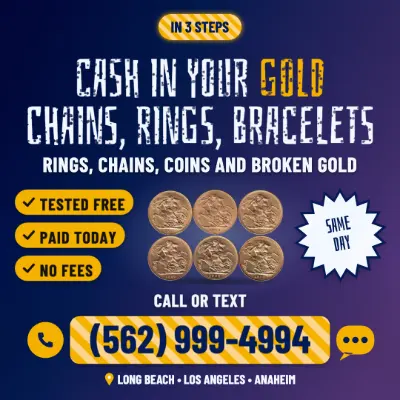 IN 3 STEPS
CASH IN YOUR GOLD
CHAINS, RINGS, BRACELETS
RINGS, CHAINS, COINS AND BROKEN GOLD
TESTED FREE
PAID TODAY
NO FEES
SAME
DAY
CALL OR TEXT
(562) 999-4994
LONG BEACH • LOS ANGELES • ANAHEIM